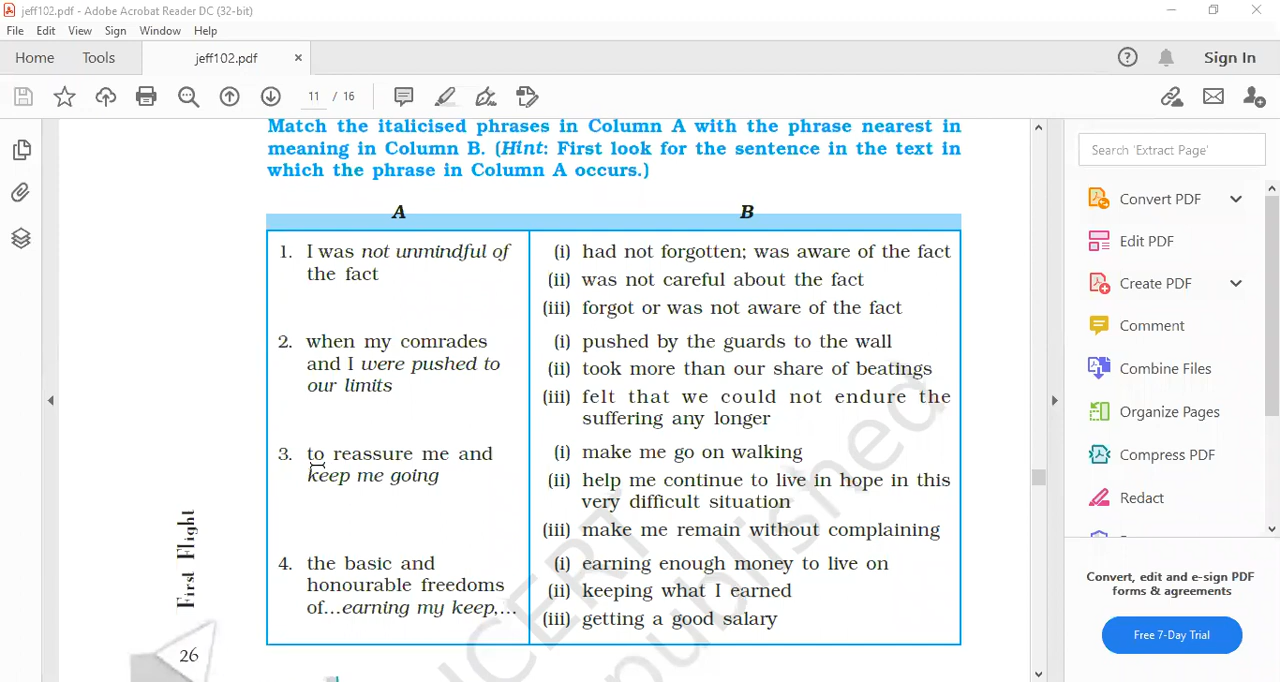 jeff102.pdf - Adobe Acrobat Reader DC (32-bit)
File Edit View Sign Window Help
Home Tools jeff102.pdf × Sign In
11 / 16
Match the italicised phrases in Column A with the phrase nearest in
meaning in Column B. (Hint: First look for the sentence in the text in
which the phrase in Column A occurs.)
A B
1. I was not unmindful of
the fact
(i) had not forgotten; was aware of the fact
(ii) was not careful about the fact
(iii) forgot or was not aware of the fact
2. when my comrades
and I were pushed to
our limits
(i) pushed by the guards to the wall
(ii) took more than our share of beatings
(iii) felt that we could not endure the
suffering any longer
3. to reassure me and
keep me going
(i) make me go on walking
(ii) help me continue to live in hope in this
very difficult situation
(iii) make me remain without complaining
4. the basic and
honourable freedoms
of...earning my keep,...
(i) earning enough money to live on
(ii) keeping what I earned
(iii) getting a good salary
First Flight
26
NCERT
published
Search 'Extract Page'
Convert PDF
Edit PDF
Create PDF
Comment
Combine Files
Organize Pages
Compress PDF
Redact
Convert, edit and e-sign PDF
forms & agreements
Free 7-Day Trial